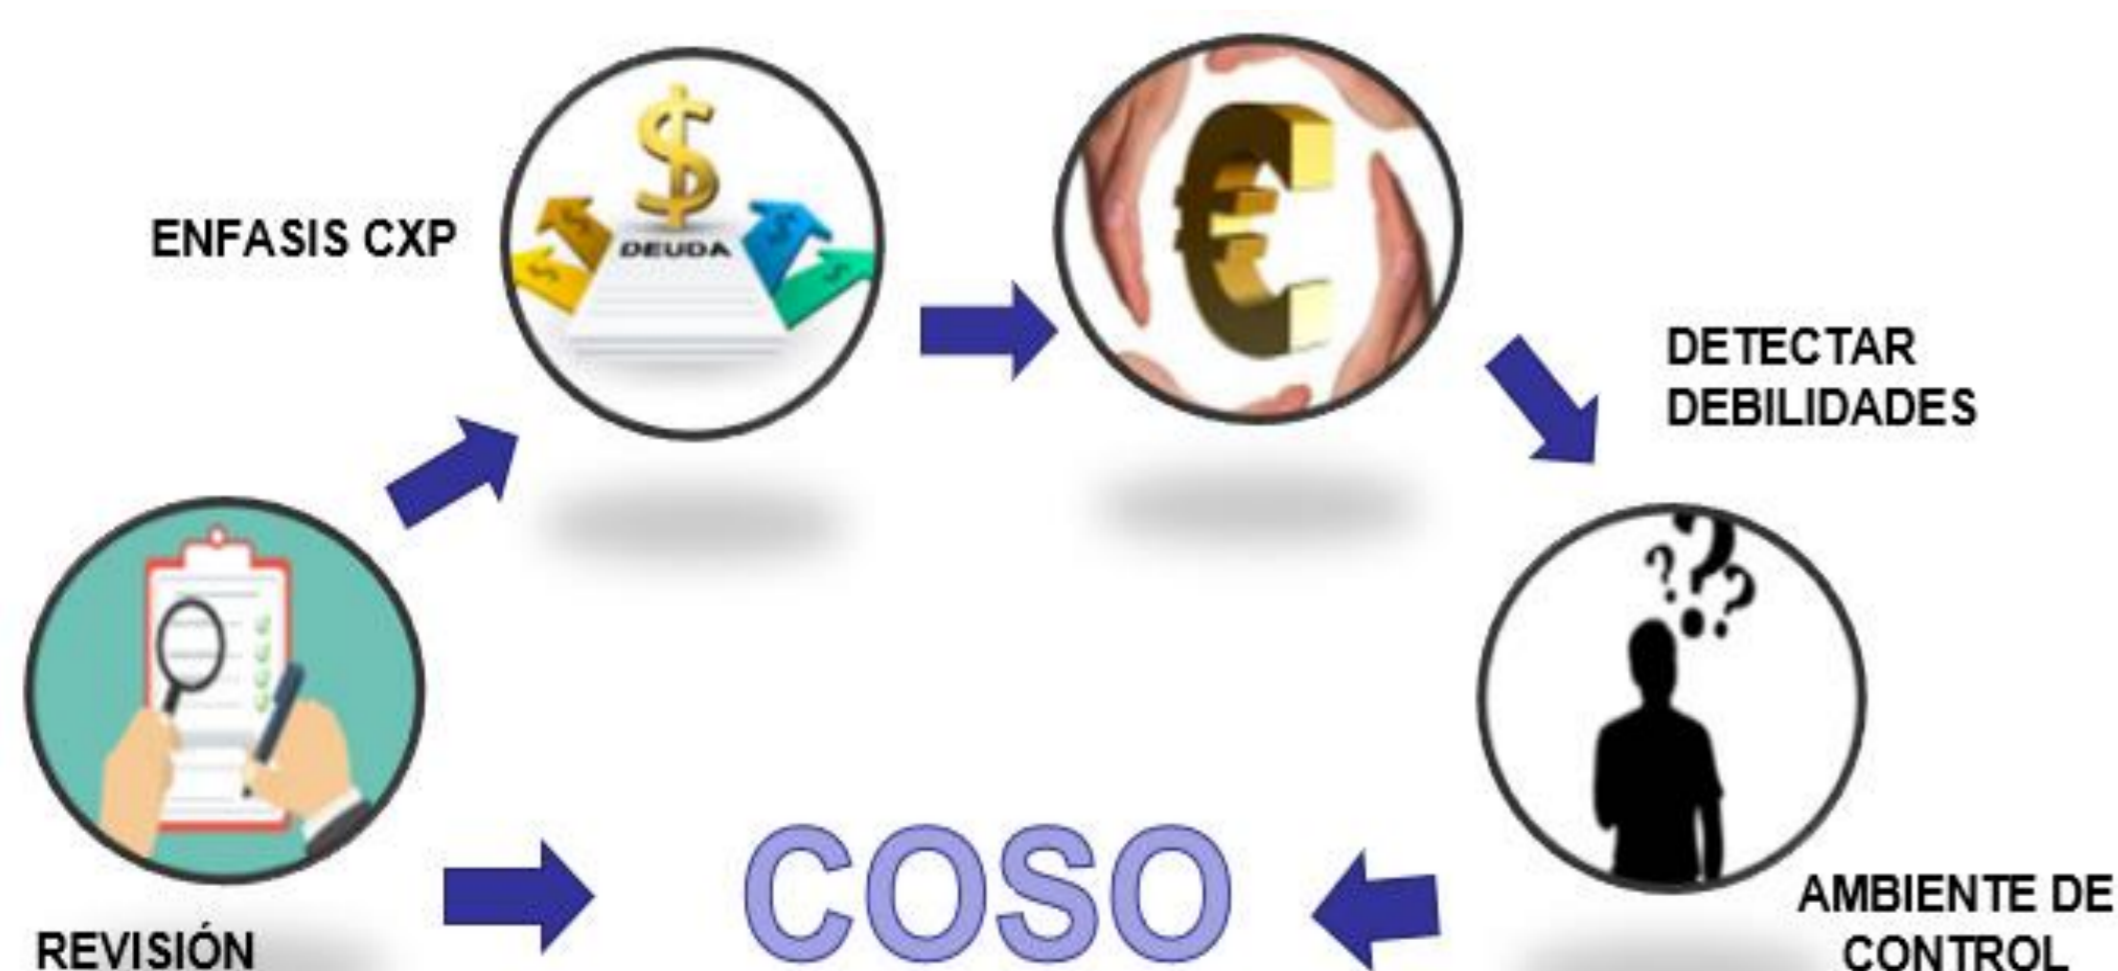 ENFASIS CXP
DEUDA
DETECTAR
DEBILIDADES
REVISIÓN
COSO
AMBIENTE DE
CONTROL